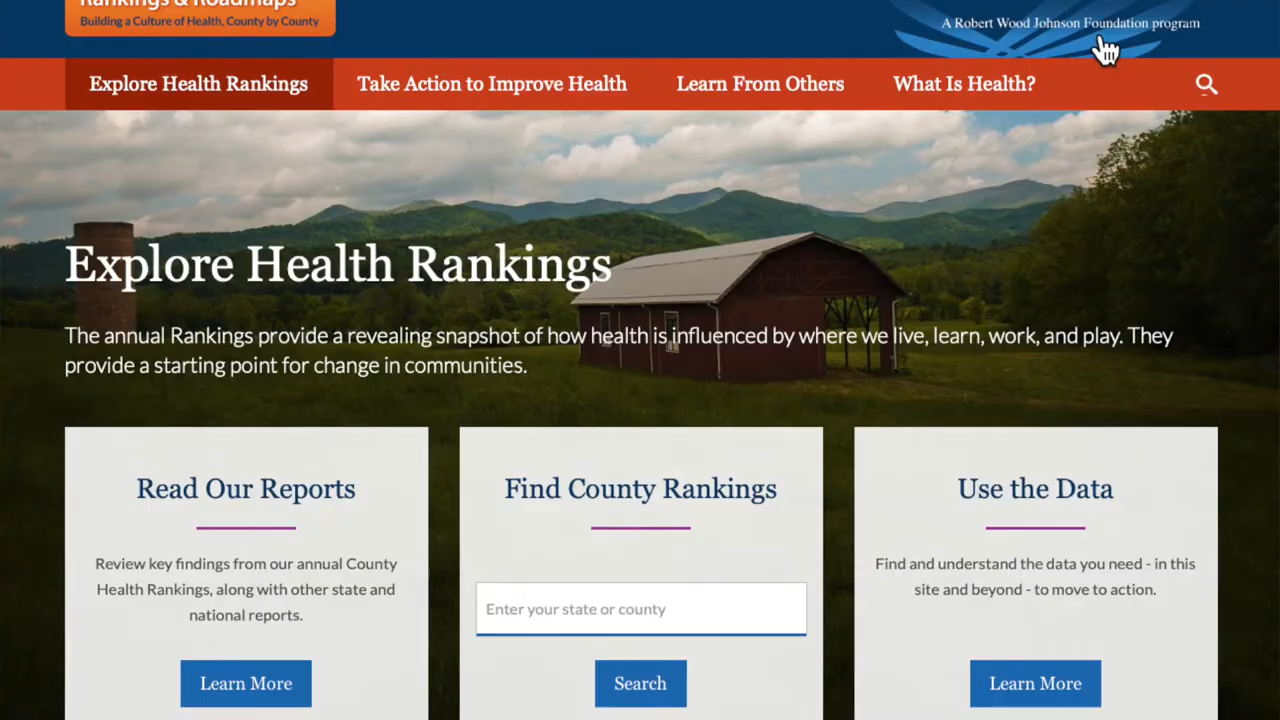 Rankings & Roadmaps
Building a Culture of Health, County by County
A Robert Wood Johnson Foundation program
Explore Health Rankings
Take Action to Improve Health
Learn From Others
What Is Health?
Explore Health Rankings
The annual Rankings provide a revealing snapshot of how health is influenced by where we live, learn, work, and play. They
provide a starting point for change in communities.
Read Our Reports
Review key findings from our annual County
Health Rankings, along with other state and
national reports.
Learn More
Find County Rankings
Enter your state or county
Search
Use the Data
Find and understand the data you need - in this
site and beyond - to move to action.
Learn More